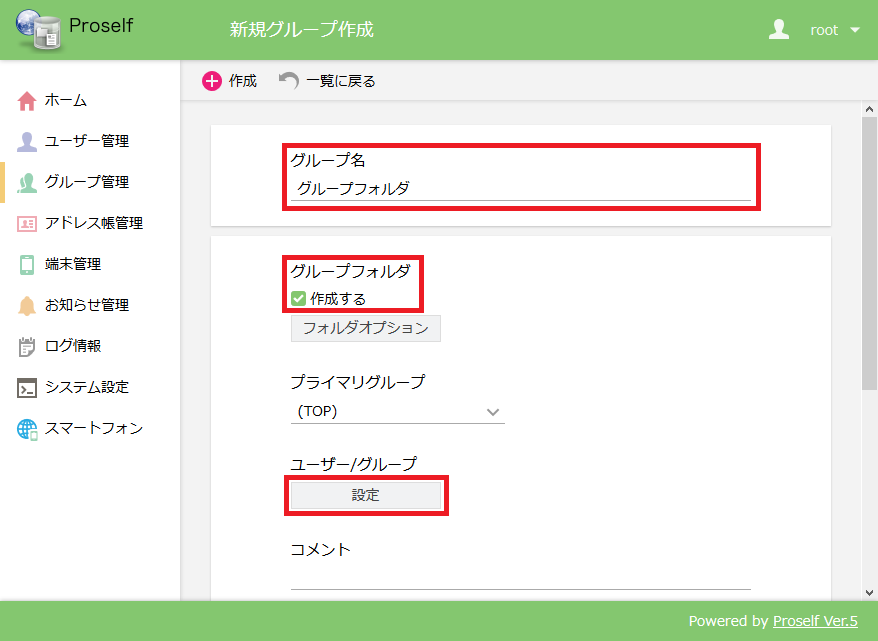 Proself
新規グループ作成
root
作成
一覧に戻る
ホーム
ユーザー管理
グループ管理
アドレス帳管理
端末管理
お知らせ管理
ログ情報
システム設定
スマートフォン
グループ名
グループフォルダ
グループフォルダ
作成する
フォルダオプション
プライマリグループ
(TOP)
ユーザー/グループ
設定
コメント
Powered by Proself Ver.5